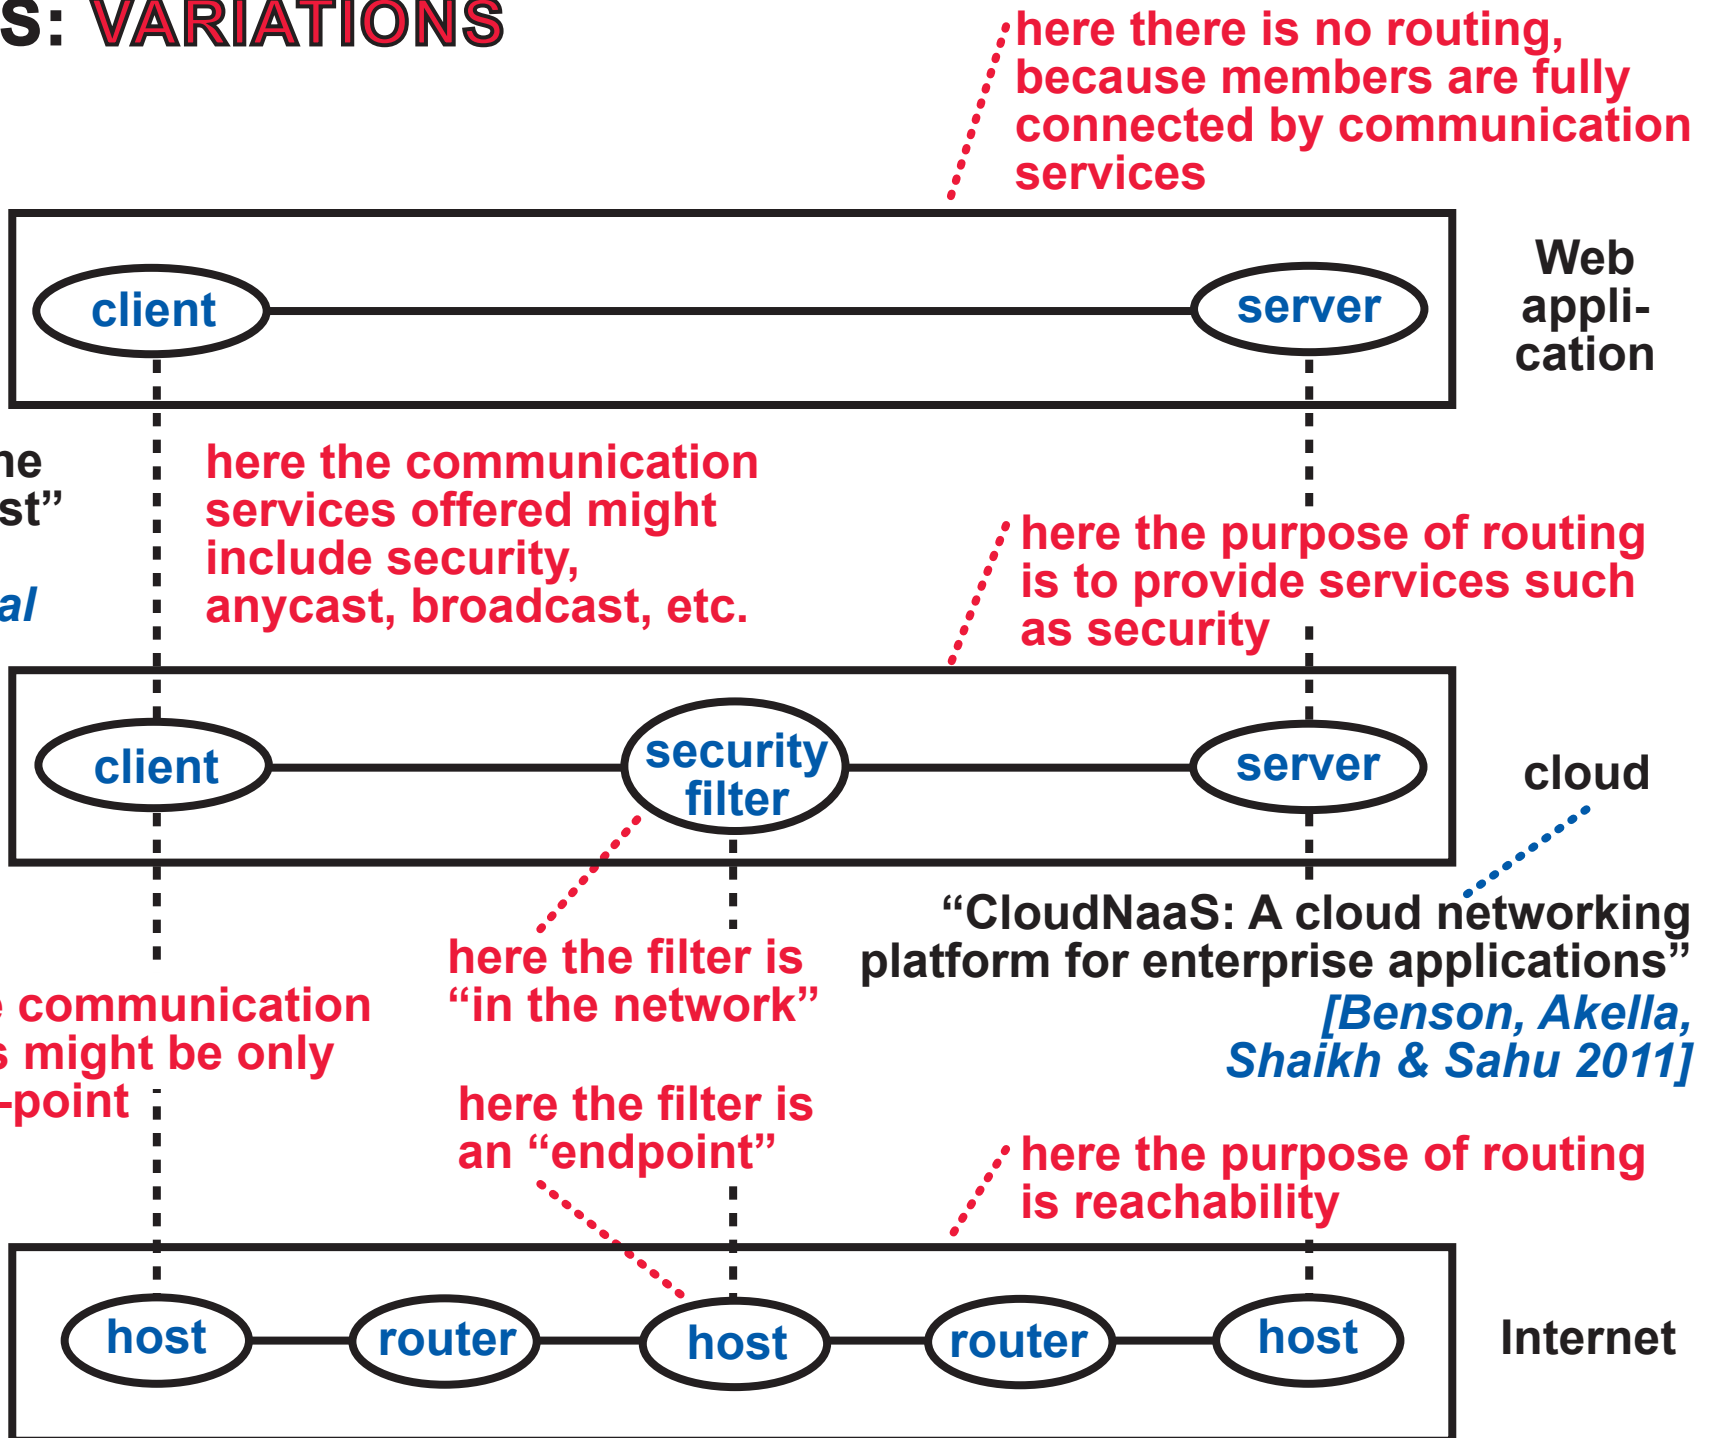 S: VARIATIONS
here there is no routing,
because members are fully
connected by communication
services
client
server
Web
appli-
cation
st”
al
here the communication
services offered might
include security,
anycast, broadcast, etc.
here the purpose of routing
is to provide services such
as security
client
security
filter
server
cloud
“CloudNaaS: A cloud networking
platform for enterprise applications”
[Benson, Akella,
Shaikh & Sahu 2011]
here the filter is
“in the network”
communication
s might be only
-point
here the filter is
an “endpoint”
here the purpose of routing
is reachability
host
router
host
router
host
Internet